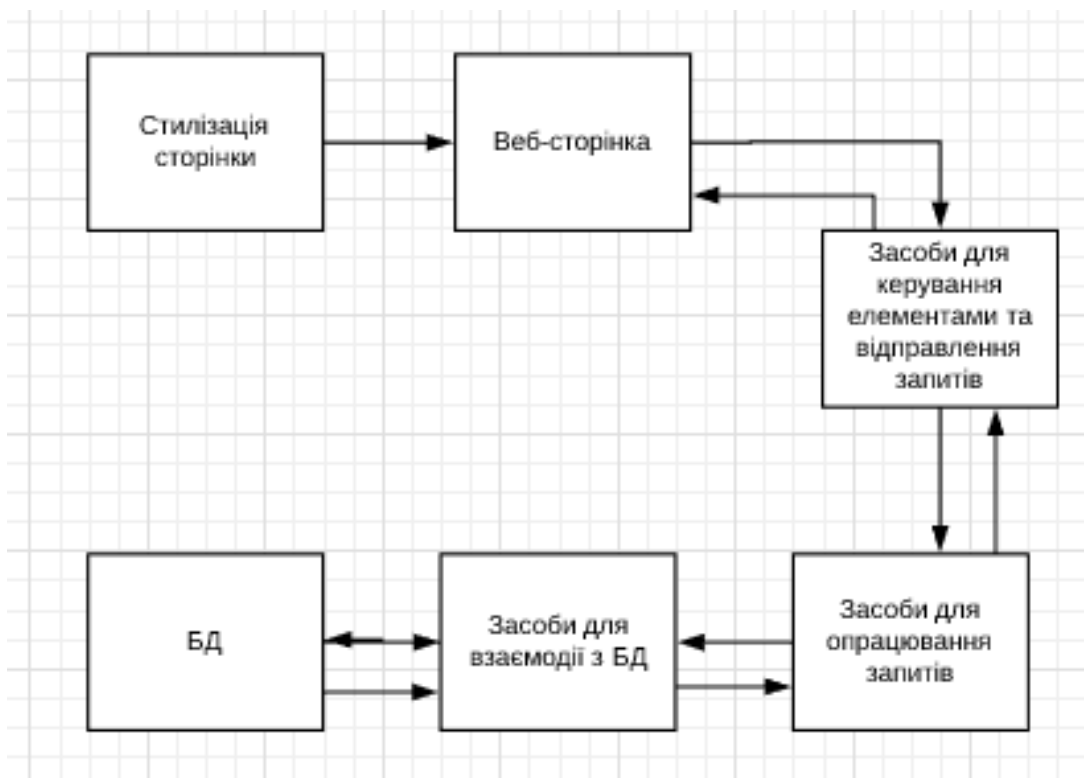 Стилізація
сторінки
Веб-сторінка
Засоби для
керування
елементами та
відправлення
запитів
БД
Засоби для
взаємодії з БД
Засоби для
опрацювання
запитів